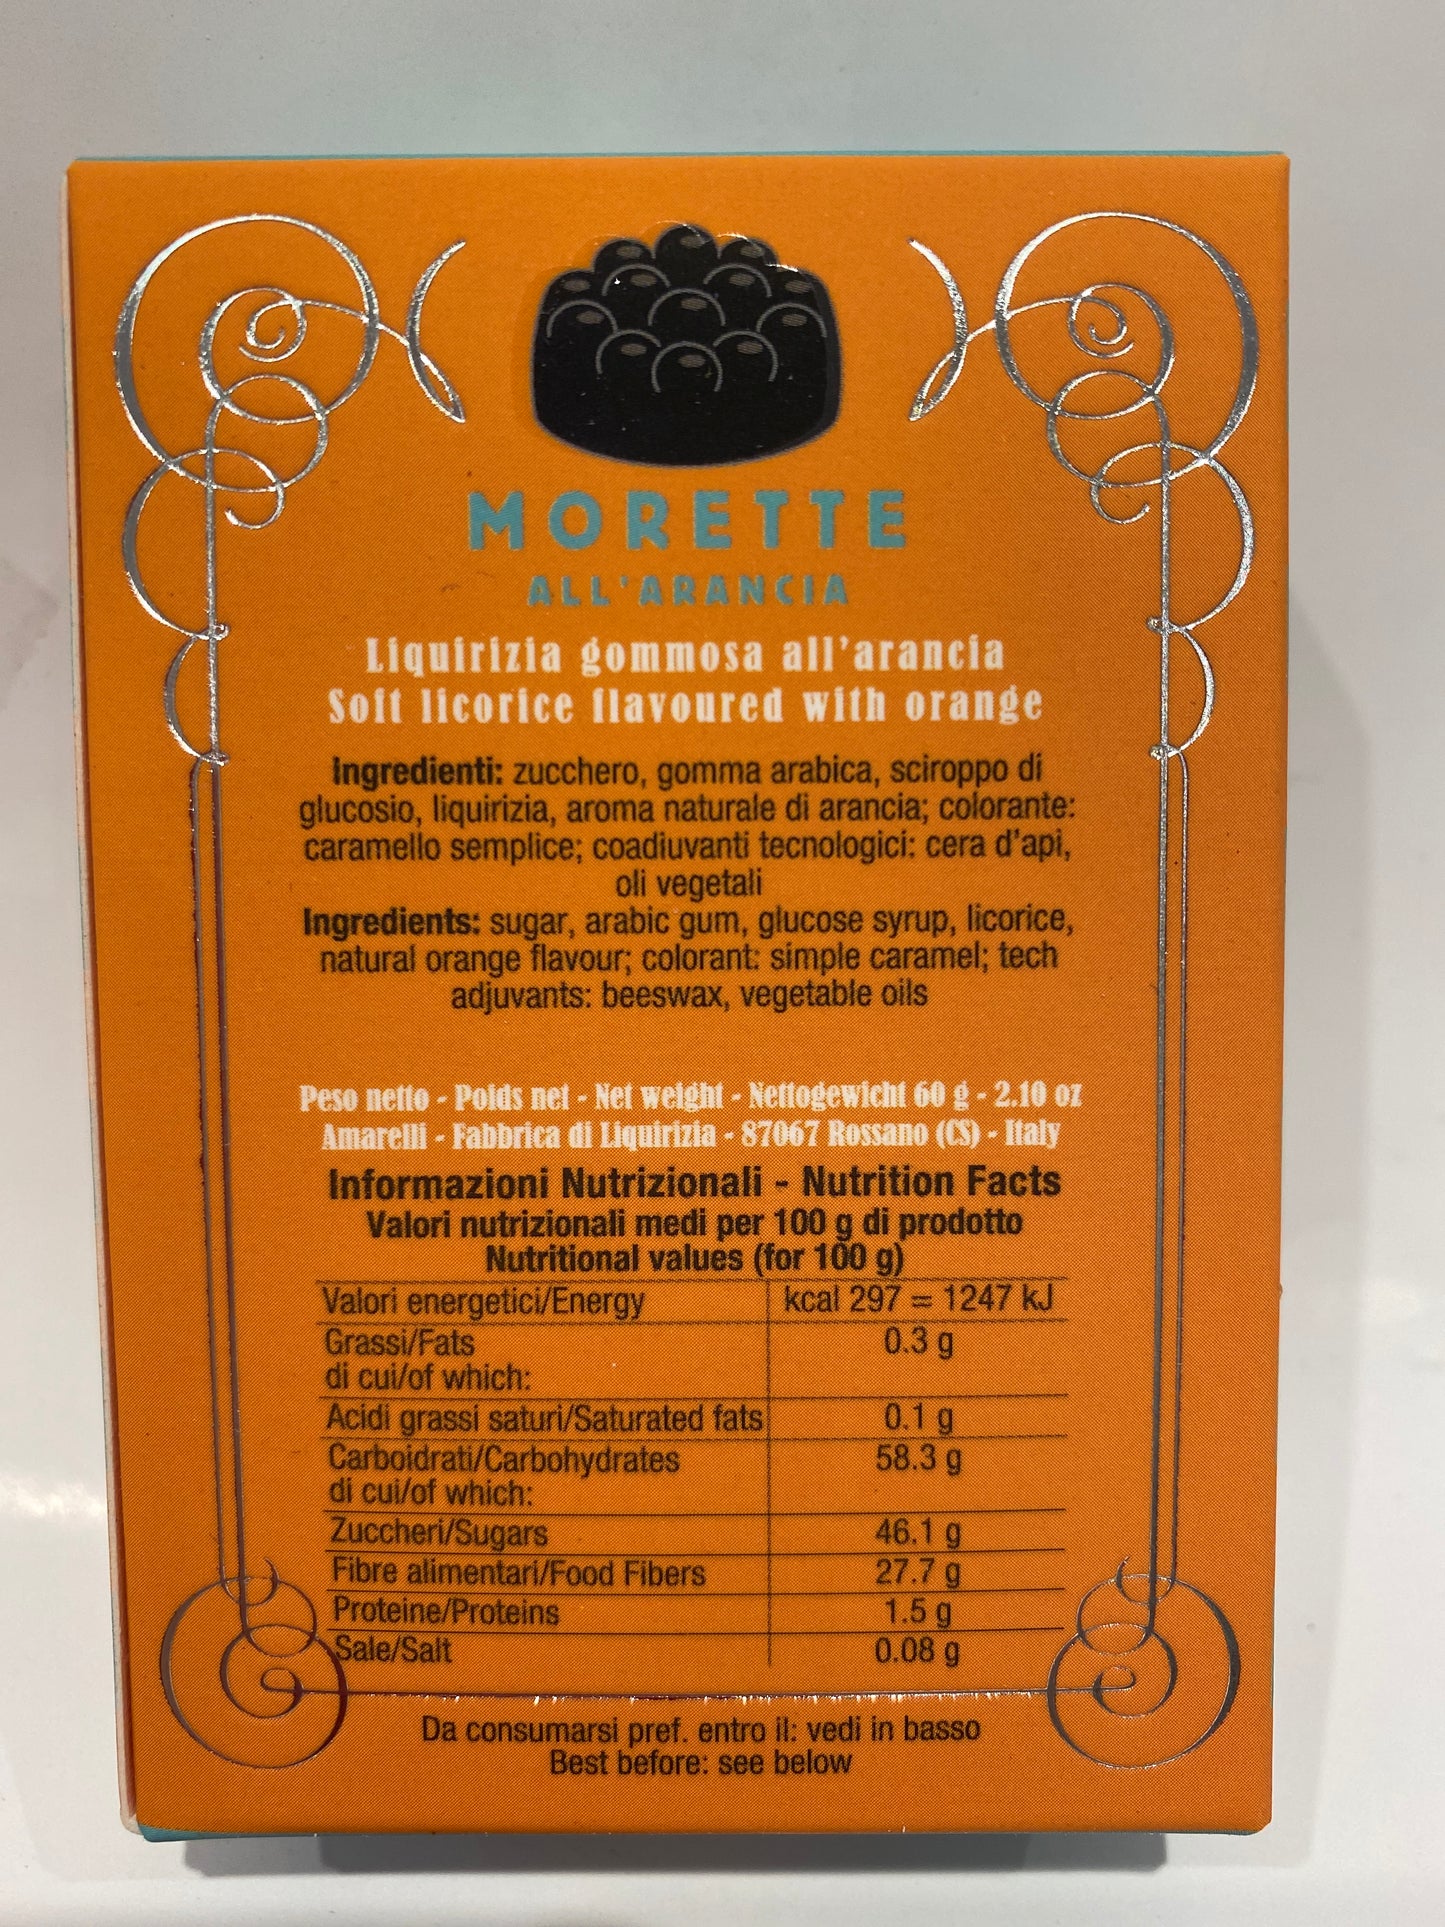 MORETTE
ALL'ARANCIA
Liquirizia gommosa all'arancia
Soft licorice flavoured with orange
Ingredienti: zucchero, gomma arabica, sciroppo di
glucosio, liquirizia, aroma naturale di arancia; colorante:
caramello semplice; coadiuvanti tecnologici: cera d'api,
oli vegetali
Ingredients: sugar, arabic gum, glucose syrup, licorice,
natural orange flavour; colorant: simple caramel; tech
adjuvants: beeswax, vegetable oils
Peso netto - Poids net - Net weight - Nettogewicht 60 g - 2.10 oz
Amarelli - Fabbrica di Liquirizia - 87067 Rossano (CS) - Italy
Informazioni Nutrizionali - Nutrition Facts
Valori nutrizionali medi per 100 g di prodotto
Nutritional values (for 100 g)
Valori energetici/Energy kcal 297 = 1247 kJ
Grassi/Fats 0.3 g
di cui/of which:
Acidi grassi saturi/Saturated fats 0.1 g
Carboidrati/Carbohydrates 58.3 g
di cui/of which:
Zuccheri/Sugars 46.1 g
Fibre alimentari/Food Fibers 27.7 g
Proteine/Proteins 1.5 g
Sale/Salt 0.08 g
Da consumarsi pref. entro il: vedi in basso
Best before: see below